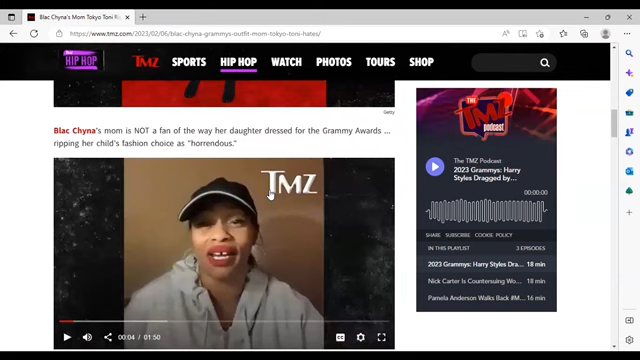 Blac Chyna's Mom Tokyo Toni Ri
https://www.tmz.com/2023/02/06/blac-chyna-grammys-outfit-mom-tokyo-toni-hates/
TMZ
HIP HOP
TMZ SPORTS HIP HOP WATCH PHOTOS TOURS SHOP
Getty
Blac Chyna's mom is NOT a fan of the way her daughter dressed for the Grammy Awards ...
ripping her child's fashion choice as "horrendous."
TMZ
00:04 / 01:50
THE
TMZ
podcast
The TMZ Podcast
2023 Grammys: Harry
Styles Dragged by...
00:00:00
SHARE SUBSCRIBE COOKIE POLICY
IN THIS PLAYLIST 3 EPISODES
2023 Grammys: Harry Styles Dra... 18 min
Nick Carter Is Countersuing Wo... 18 min
Pamela Anderson Walks Back #M... 16 min